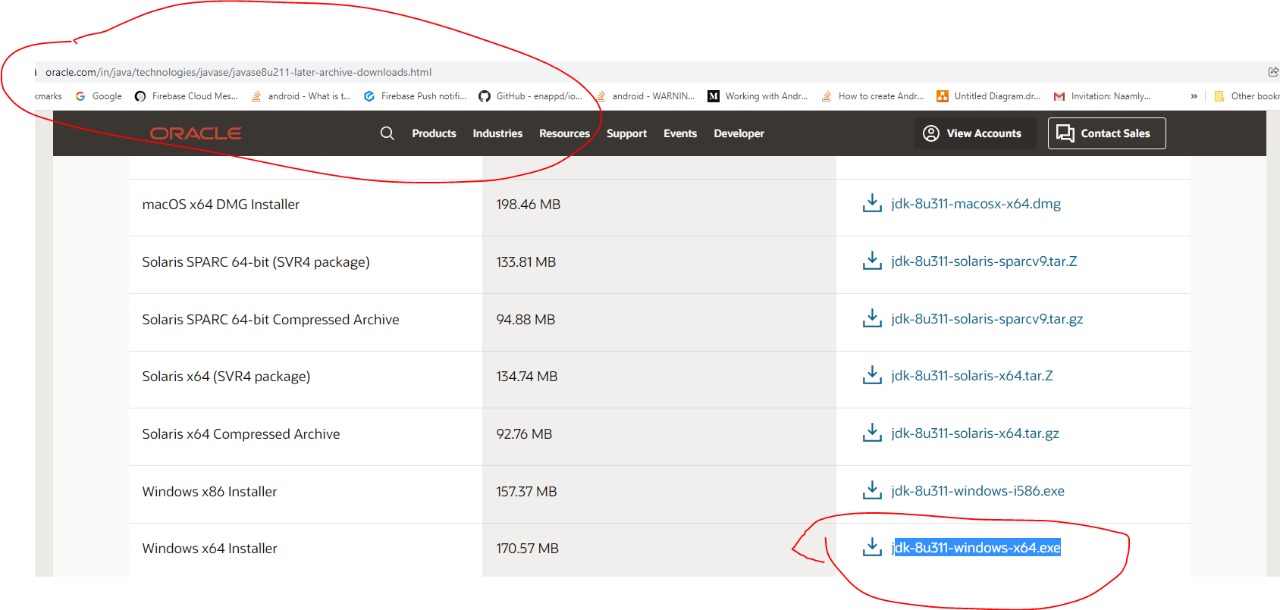 oracle.com/in/java/technologies/javase/javase8u211-later-archive-downloads.html
kmarks Google Firebase Cloud Mes... android - What is t... Firebase Push notifi... GitHub - enappd/io... android - WARNIN... Working with Andr... How to create Andr... Untitled Diagram.dr... Invitation: Naamly... » Other bookm
ORACLE Products Industries Resources Support Events Developer View Accounts Contact Sales
macOS x64 DMG Installer 198.46 MB jdk-8u311-macosx-x64.dmg
Solaris SPARC 64-bit (SVR4 package) 133.81 MB jdk-8u311-solaris-sparcv9.tar.Z
Solaris SPARC 64-bit Compressed Archive 94.88 MB jdk-8u311-solaris-sparcv9.tar.gz
Solaris x64 (SVR4 package) 134.74 MB jdk-8u311-solaris-x64.tar.Z
Solaris x64 Compressed Archive 92.76 MB jdk-8u311-solaris-x64.tar.gz
Windows x86 Installer 157.37 MB jdk-8u311-windows-i586.exe
Windows x64 Installer 170.57 MB jdk-8u311-windows-x64.exe